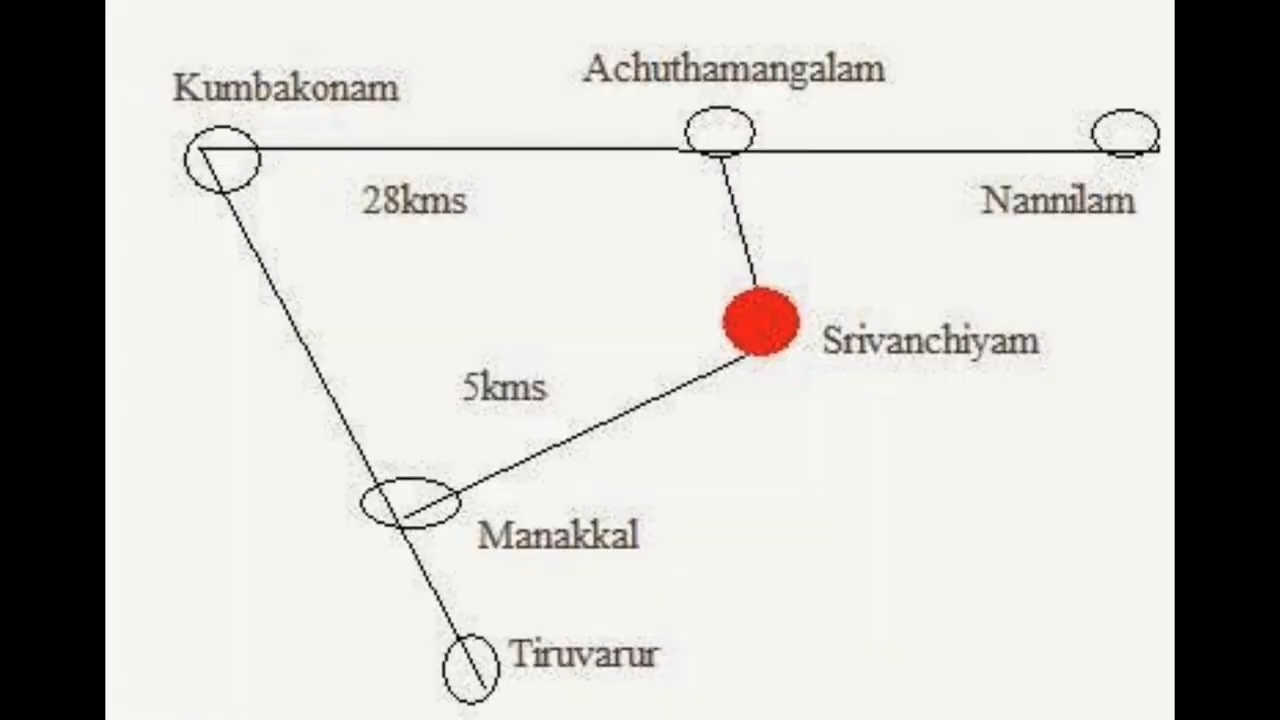 Achuthamangalam
Kumbakonam
28kms
Nannilam
Srivanchiyam
5kms
Manakkal
Tiruvarur